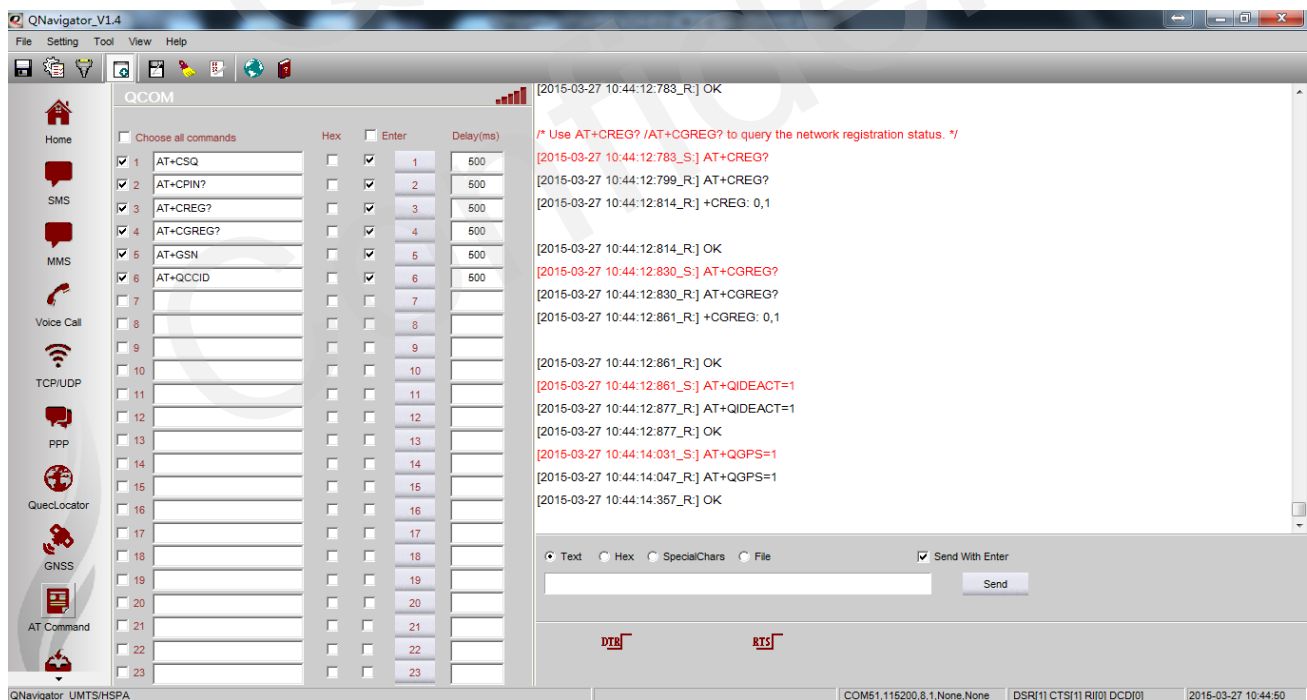 QNavigator_V1.4
File Setting Tool View Help
QCOM
Choose all commands Hex Enter Delay(ms)
1 AT+CSQ 1 500
2 AT+CPIN? 2 500
3 AT+CREG? 3 500
4 AT+CGREG? 4 500
5 AT+GSN 5 500
6 AT+QCCID 6 500
7 7
8 8
9 9
10 10
11 11
12 12
13 13
14 14
15 15
16 16
17 17
18 18
19 19
20 20
21 21
22 22
23 23
Home
SMS
MMS
Voice Call
TCP/UDP
PPP
QuecLocator
GNSS
AT Command
[2015-03-27 10:44:12:783_R:] OK
/* Use AT+CREG? /AT+CGREG? to query the network registration status. */
[2015-03-27 10:44:12:783_S:] AT+CREG?
[2015-03-27 10:44:12:799_R:] AT+CREG?
[2015-03-27 10:44:12:814_R:] +CREG: 0,1
[2015-03-27 10:44:12:814_R:] OK
[2015-03-27 10:44:12:830_S:] AT+CGREG?
[2015-03-27 10:44:12:830_R:] AT+CGREG?
[2015-03-27 10:44:12:861_R:] +CGREG: 0,1
[2015-03-27 10:44:12:861_R:] OK
[2015-03-27 10:44:12:861_S:] AT+QIDEACT=1
[2015-03-27 10:44:12:877_R:] AT+QIDEACT=1
[2015-03-27 10:44:12:877_R:] OK
[2015-03-27 10:44:14:031_S:] AT+QGPS=1
[2015-03-27 10:44:14:047_R:] AT+QGPS=1
[2015-03-27 10:44:14:357_R:] OK
Text Hex SpecialChars File Send With Enter
Send
DTR RTS
QNavigator UMTS/HSPA COM51,115200,8,1,None,None DSR[1] CTS[1] RI[0] DCD[0] 2015-03-27 10:44:50